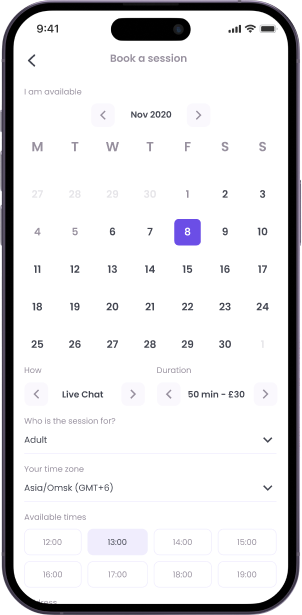 9:41
Book a session
I am available
Nov 2020
M T W T F S S
27 28 29 30 1 2 3
4 5 6 7 8 9 10
11 12 13 14 15 16 17
18 19 20 21 22 23 24
25 26 27 28 29 30 1
How Duration
Live Chat 50 min - £30
Who is the session for?
Adult
Your time zone
Asia/Omsk (GMT+6)
Available times
12:00 13:00 14:00 15:00
16:00 17:00 18:00 19:00